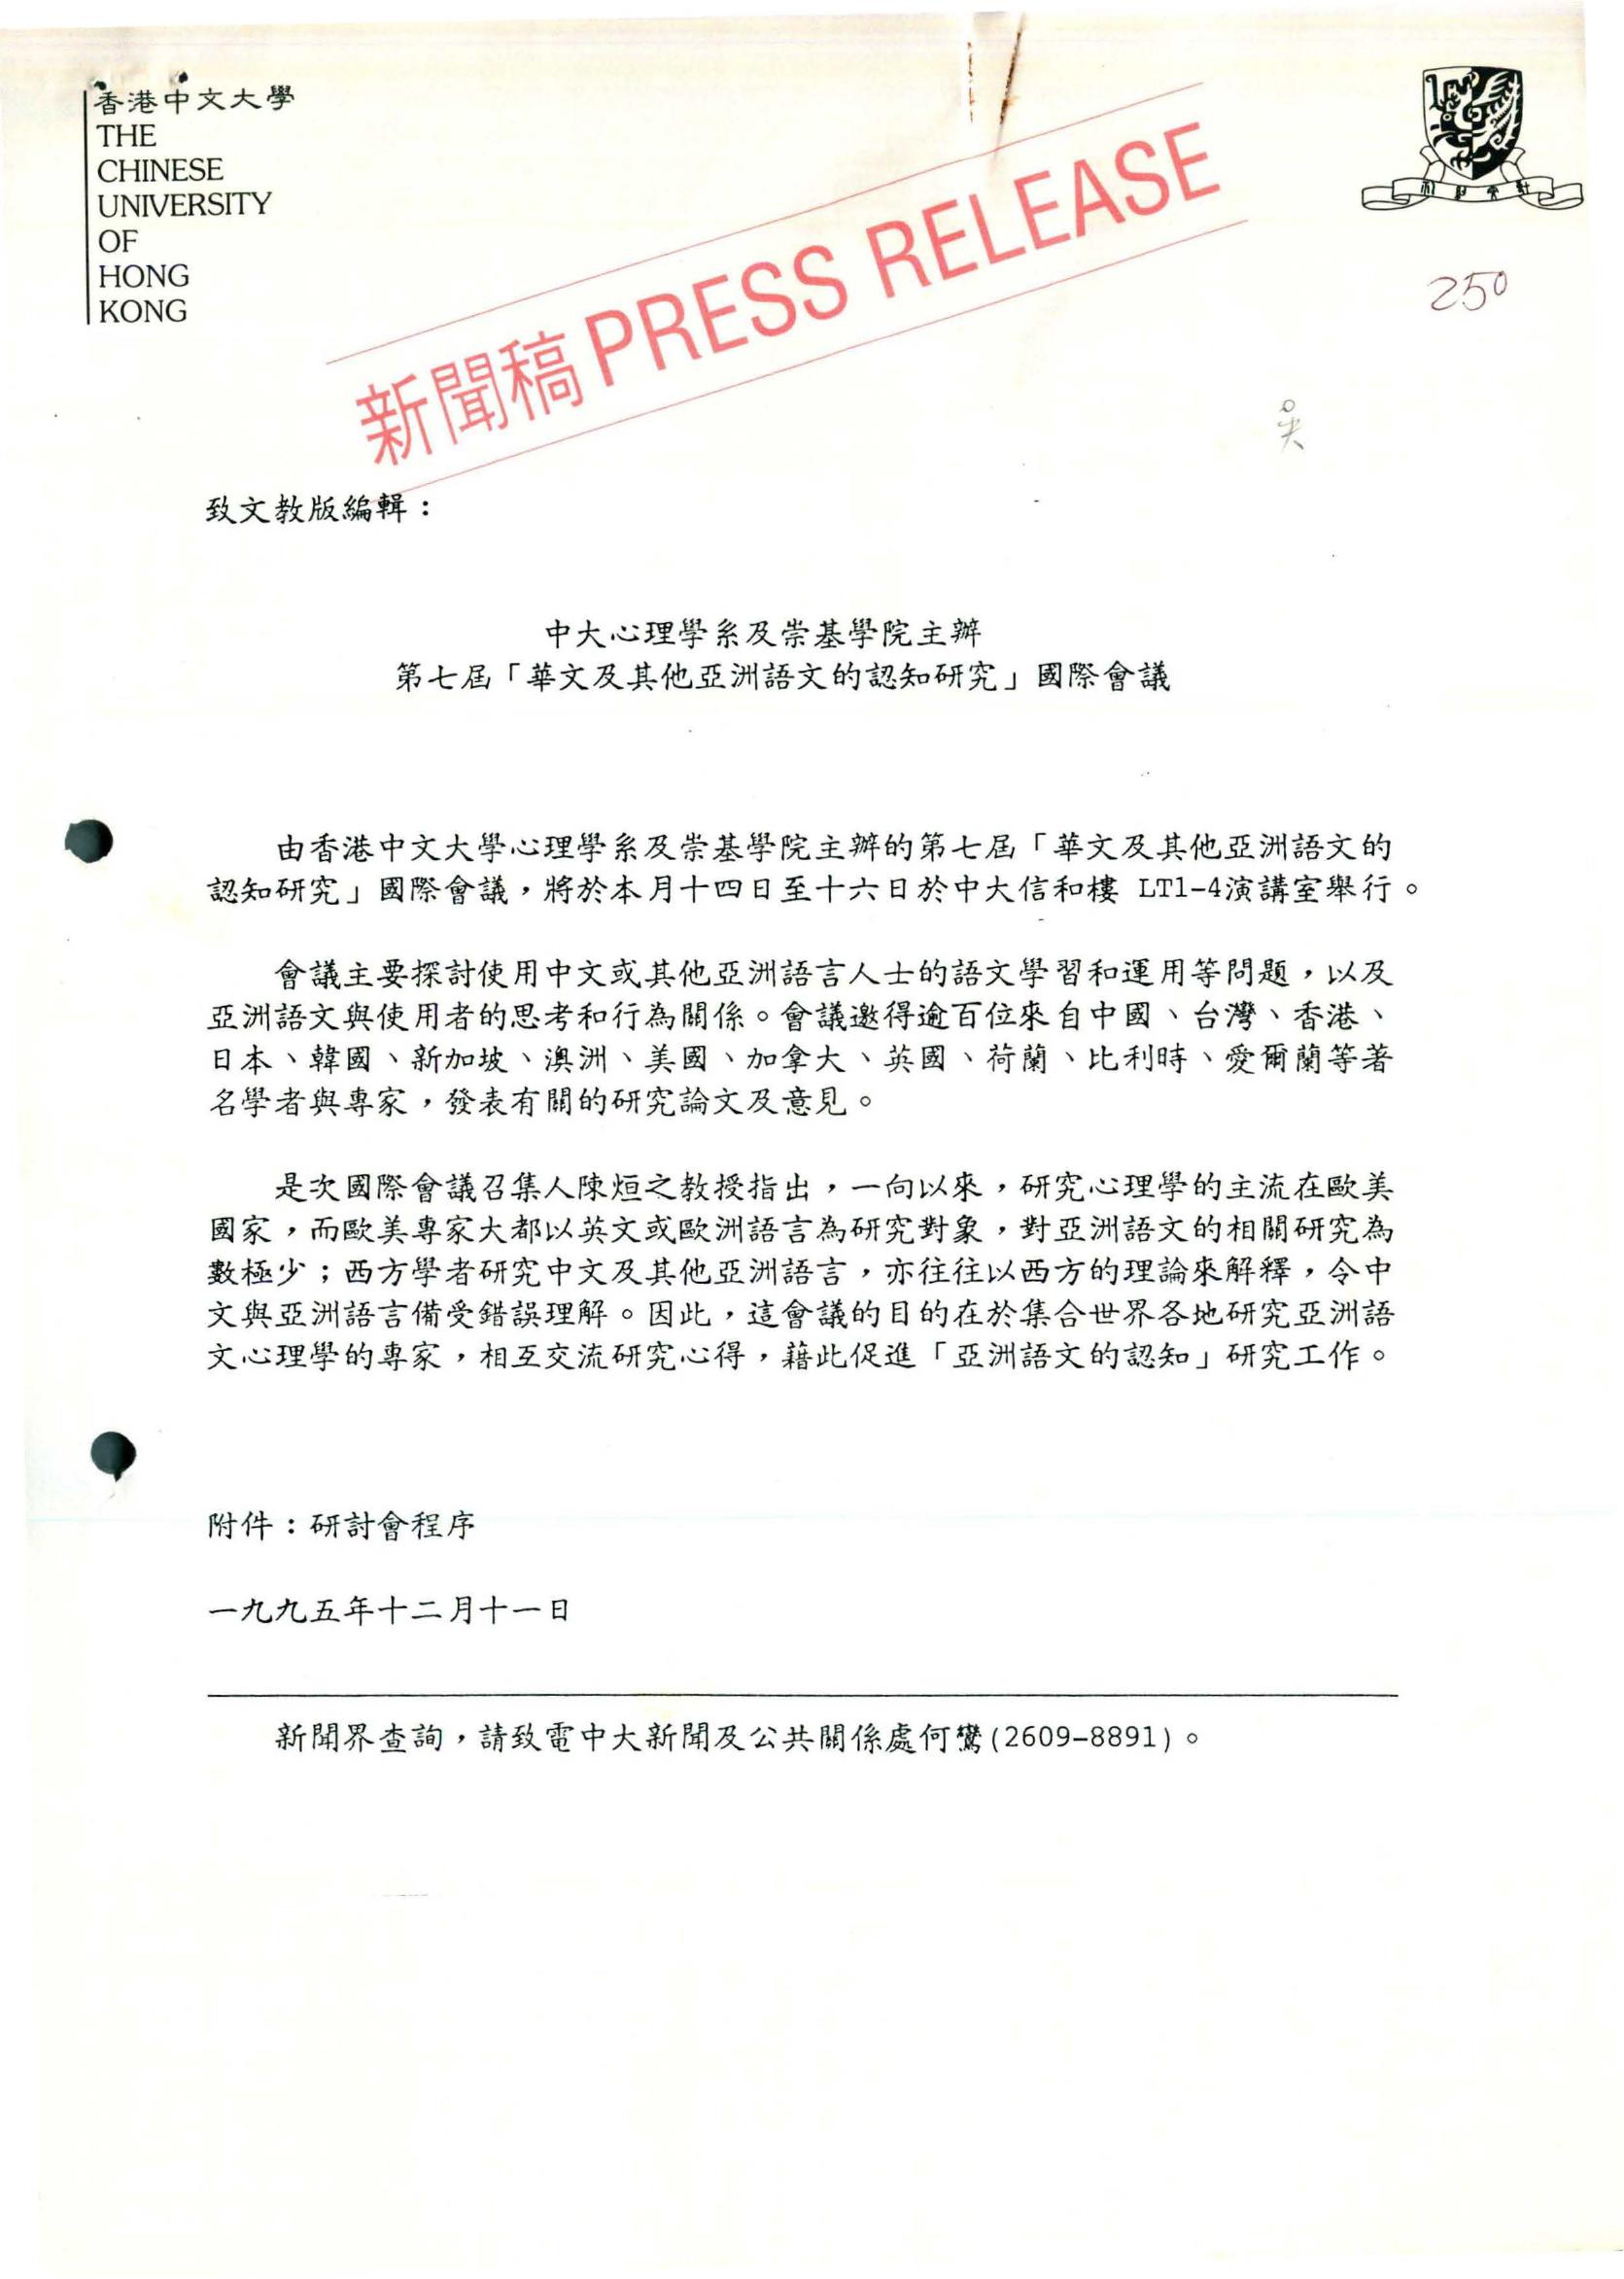 香港中文大學
THE
CHINESE
UNIVERSITY
OF
HONG
KONG
新聞稿 PRESS RELEASE
250
吳
致文教版編輯：
中大心理學系及崇基學院主辦
第七屆「華文及其他亞洲語文的認知研究」國際會議
由香港中文大學心理學系及崇基學院主辦的第七屆「華文及其他亞洲語文的
認知研究」國際會議，將於本月十四日至十六日於中大信和樓 LT1-4演講室舉行。
會議主要探討使用中文或其他亞洲語言人士的語文學習和運用等問題，以及
亞洲語文與使用者的思考和行為關係。會議邀得逾百位來自中國、台灣、香港、
日本、韓國、新加坡、澳洲、美國、加拿大、英國、荷蘭、比利時、愛爾蘭等著
名學者與專家，發表有關的研究論文及意見。
是次國際會議召集人陳烜之教授指出，一向以來，研究心理學的主流在歐美
國家，而歐美專家大都以英文或歐洲語言為研究對象，對亞洲語文的相關研究為
數極少；西方學者研究中文及其他亞洲語言，亦往往以西方的理論來解釋，令中
文與亞洲語言備受錯誤理解。因此，這會議的目的在於集合世界各地研究亞洲語
文心理學的專家，相互交流研究心得，藉此促進「亞洲語文的認知」研究工作。
附件：研討會程序
一九九五年十二月十一日
新聞界查詢，請致電中大新聞及公共關係處何鸞(2609-8891)。